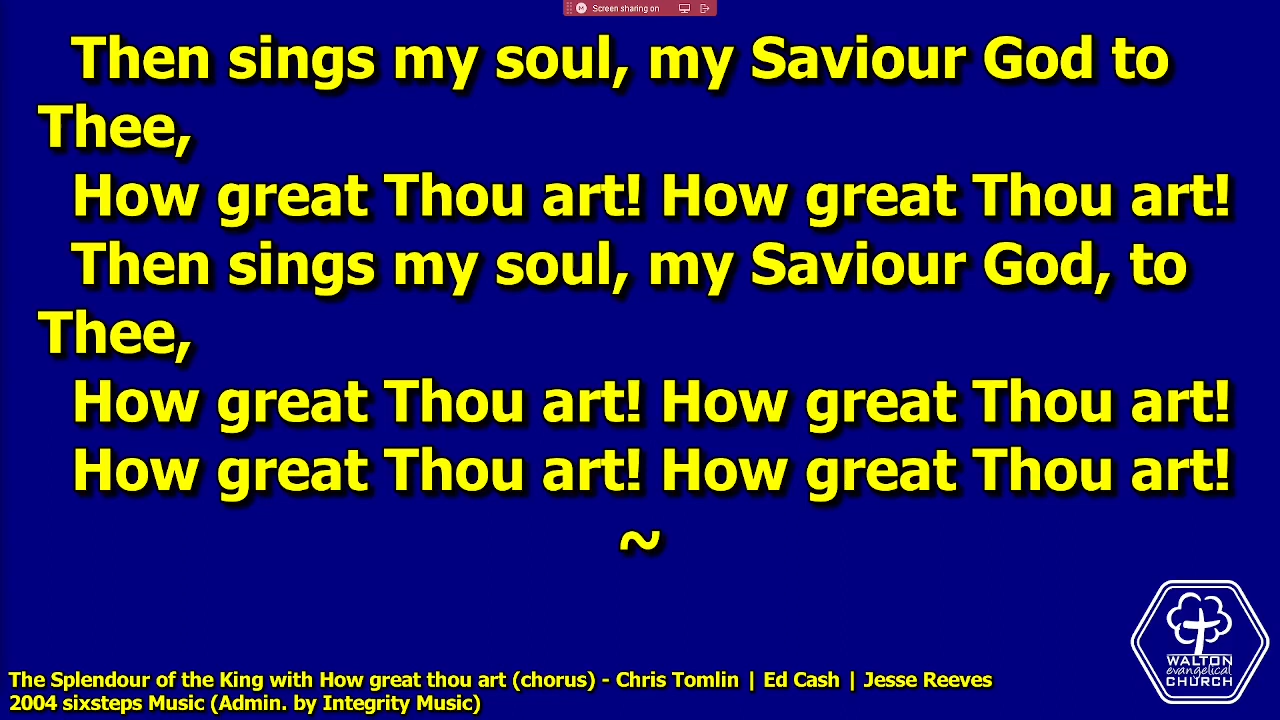 Screen sharing on
Then sings my soul, my Saviour God to
Thee,
How great Thou art! How great Thou art!
Then sings my soul, my Saviour God, to
Thee,
How great Thou art! How great Thou art!
How great Thou art! How great Thou art!
~
WALTON
evangelical
CHURCH
The Splendour of the King with How great thou art (chorus) - Chris Tomlin | Ed Cash | Jesse Reeves
2004 sixsteps Music (Admin. by Integrity Music)